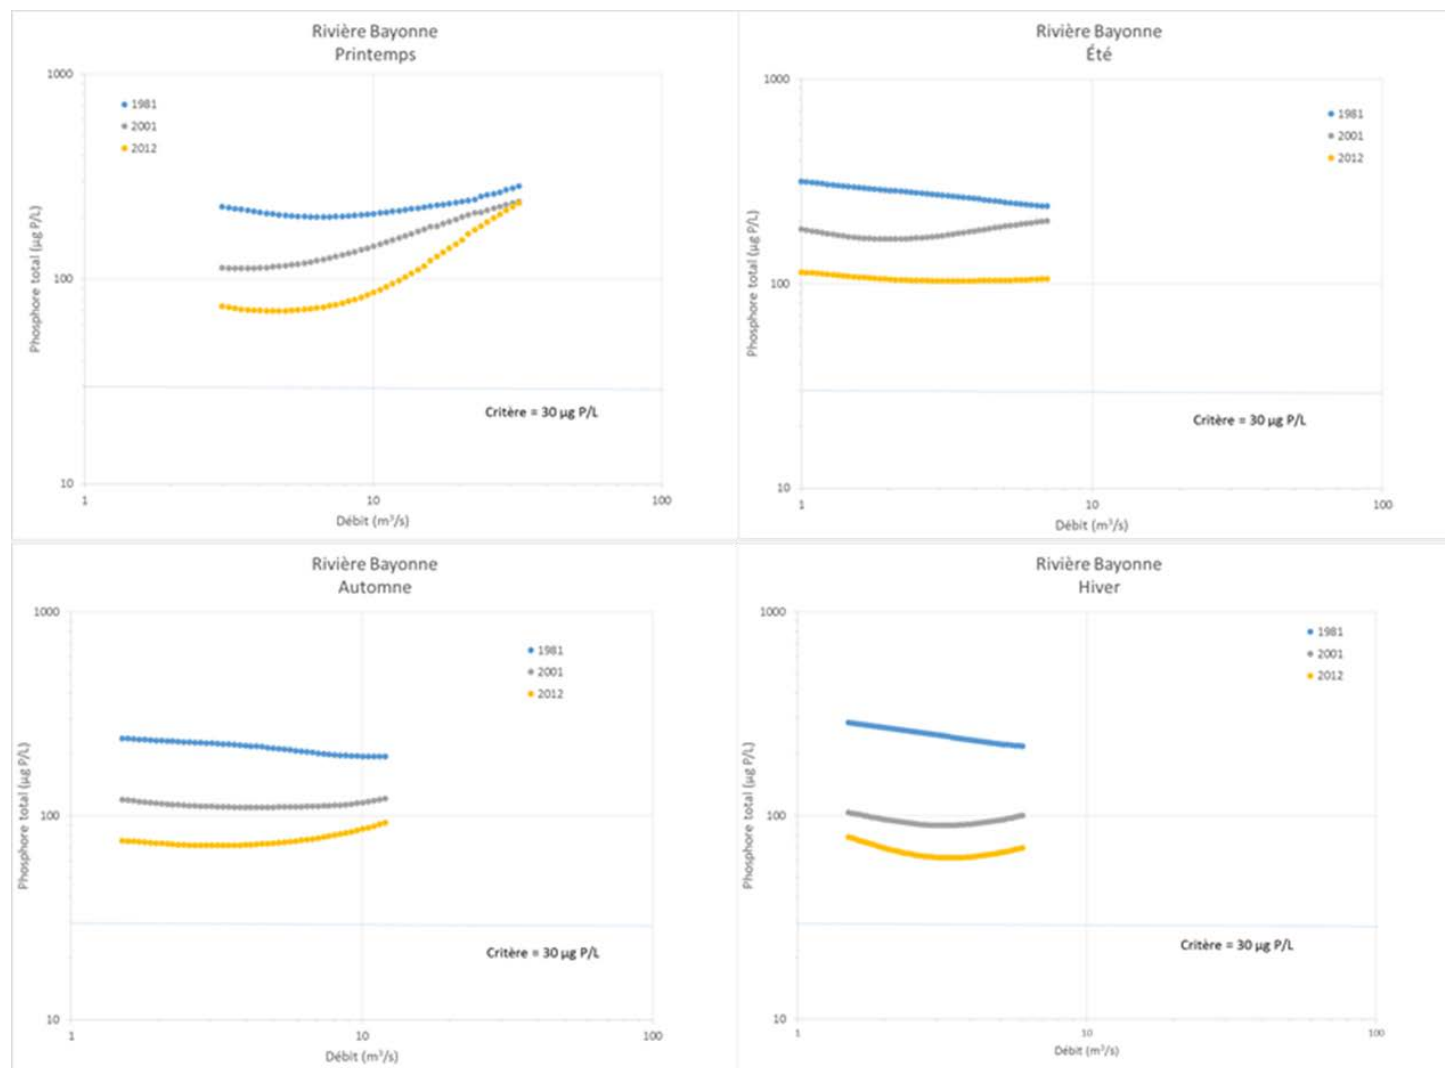 Rivière Bayonne
Printemps
1000
100
10
1
10
100
Phosphore total (µg P/L)
Débit (m³/s)
1981
2001
2012
Critère = 30 µg P/L
Rivière Bayonne
Été
1000
100
10
1
10
100
Phosphore total (µg P/L)
Débit (m³/s)
1981
2001
2012
Critère = 30 µg P/L
Rivière Bayonne
Automne
1000
100
10
1
10
100
Phosphore total (µg P/L)
Débit (m³/s)
1981
2001
2012
Critère = 30 µg P/L
Rivière Bayonne
Hiver
1000
100
10
1
10
100
Phosphore total (µg P/L)
Débit (m³/s)
1981
2001
2012
Critère = 30 µg P/L